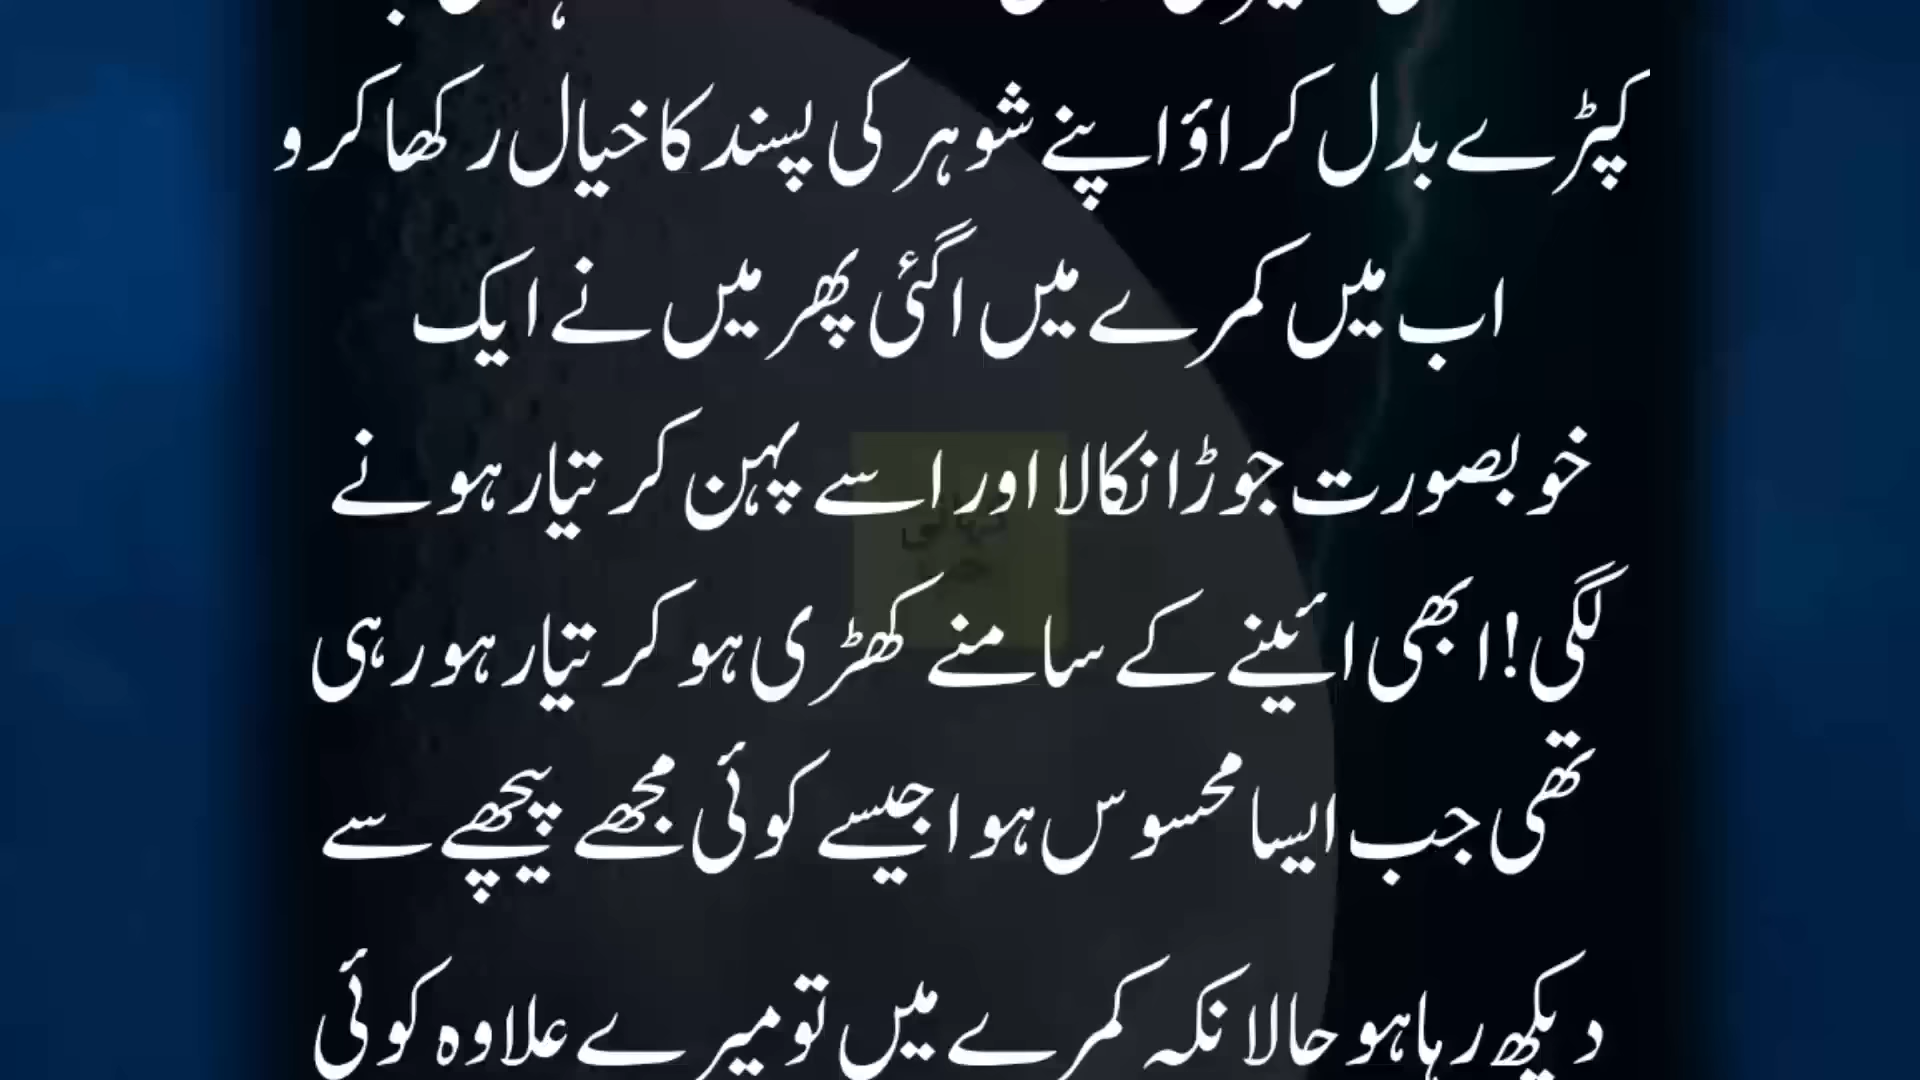 کپڑے بدل کر اؤ اپنے شوہر کی پسند کا خیال رکھا کرو
اب میں کمرے میں اگئی پھر میں نے ایک
خوبصورت جوڑا نکالا اور اسے پہن کر تیار ہونے
لگی! ابھی ائینے کے سامنے کھڑی ہو کر تیار ہو رہی
تھی جب ایسا محسوس ہوا جیسے کوئی مجھے پیچھے سے
دیکھ رہا ہو حالانکہ کمرے میں تو میرے علاوہ کوئی